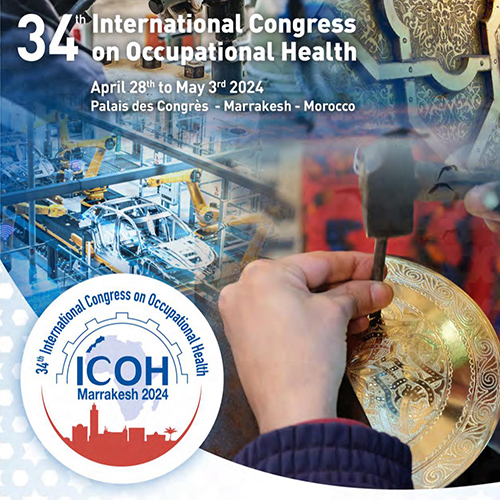 34th International Congress
on Occupational Health
April 28th to May 3rd 2024
Palais des Congrès - Marrakesh - Morocco
34th International Congress on Occupational Health
ICOH
Marrakesh 2024